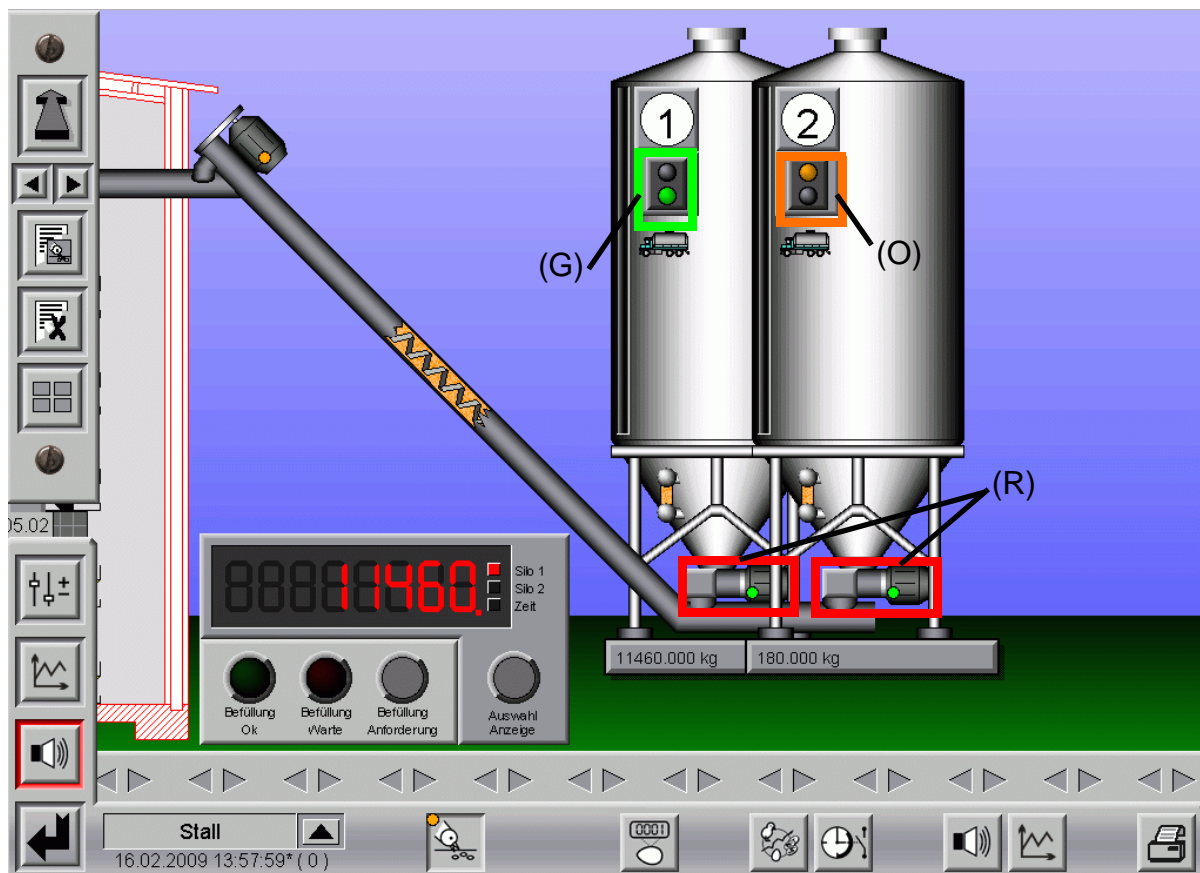 1
2
(G)
(O)
(R)
05.02
11460.
Silo 1
Silo 2
Zeit
11460.000 kg
180.000 kg
Befüllung
Ok
Befüllung
Warte
Befüllung
Anforderung
Auswahl
Anzeige
Stall
16.02.2009 13:57:59* ( 0 )
0001